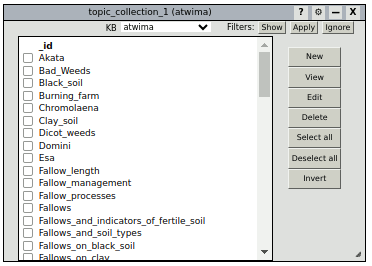 topic_collection_1 (atwima) ? — X
KB atwima Filters: Show Apply Ignore
_id
Akata
Bad_Weeds
Black_soil
Burning_farm
Chromolaena
Clay_soil
Dicot_weeds
Domini
Esa
Fallow_length
Fallow_management
Fallow_processes
Fallows
Fallows_and_indicators_of_fertile_soil
Fallows_and_soil_types
Fallows_on_black_soil
Fallows_on_clay
New
View
Edit
Delete
Select all
Deselect all
Invert